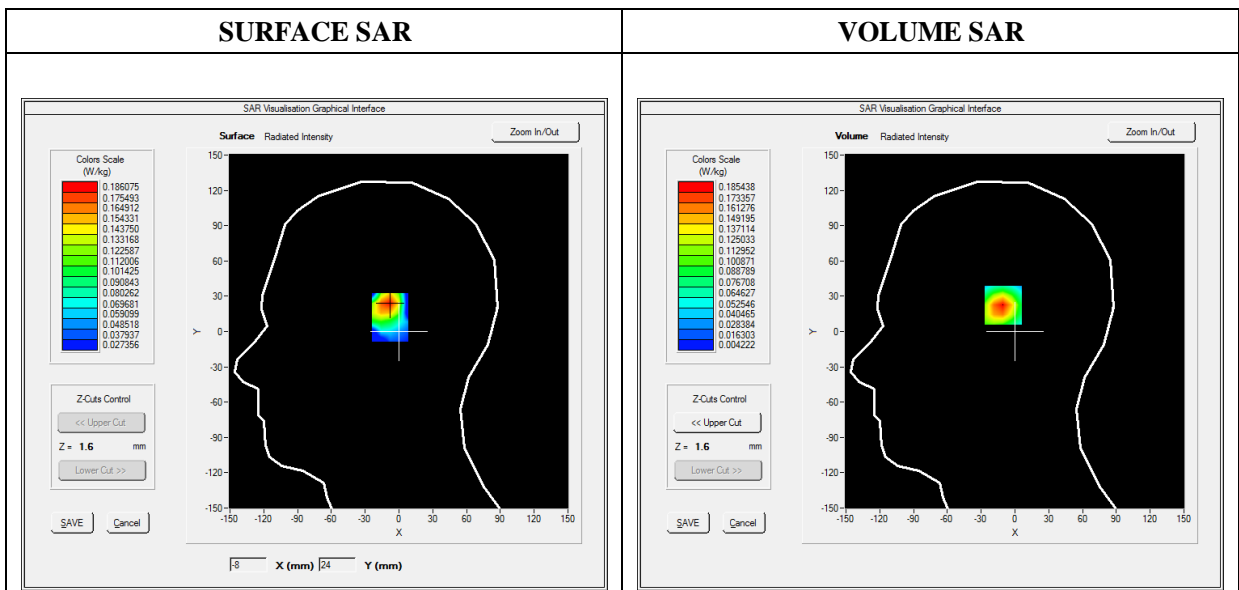 SURFACE SAR
VOLUME SAR
SAR Visualisation Graphical Interface
Surface Radiated Intensity
Zoom In/Out
Colors Scale
(W/kg)
0.186075
0.175493
0.164912
0.154331
0.143750
0.133168
0.122587
0.112006
0.101425
0.090843
0.080262
0.069681
0.059099
0.048518
0.037937
0.027356
150
120
90
60
30
0
-30
-60
-90
-120
-150
Y
-150 -120 -90 -60 -30 0 30 60 90 120 150
X
Z-Cuts Control
<< Upper Cut
Z = 1.6 mm
Lower Cut >>
SAVE Cancel
-8 X (mm) 24 Y (mm)
SAR Visualisation Graphical Interface
Volume Radiated Intensity
Zoom In/Out
Colors Scale
(W/kg)
0.185438
0.173357
0.161276
0.149195
0.137114
0.125033
0.112952
0.100871
0.088789
0.076708
0.064627
0.052546
0.040465
0.028384
0.016303
0.004222
150
120
90
60
30
0
-30
-60
-90
-120
-150
Y
-150 -120 -90 -60 -30 0 30 60 90 120 150
X
Z-Cuts Control
<< Upper Cut
Z = 1.6 mm
Lower Cut >>
SAVE Cancel